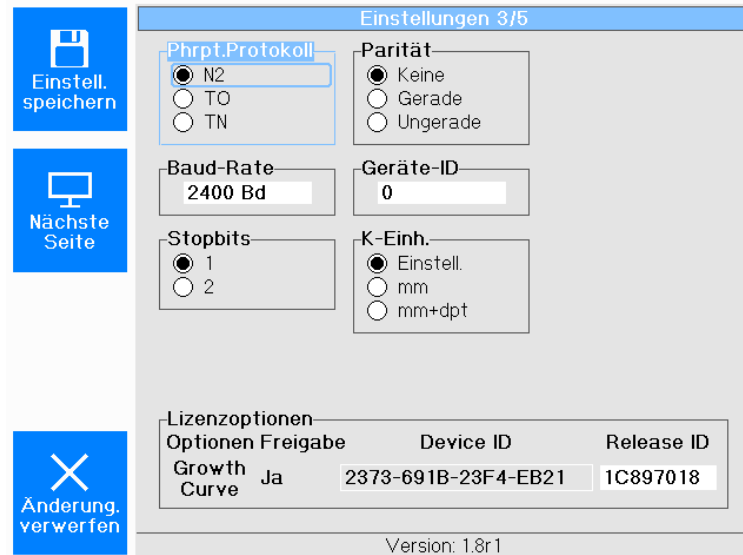 Einstellungen 3/5
Einstell.
speichern
Nächste
Seite
Änderung.
verwerfen
Phrpt.Protokoll
N2
TO
TN
Parität
Keine
Gerade
Ungerade
Baud-Rate
2400 Bd
Geräte-ID
0
Stopbits
1
2
K-Einh.
Einstell.
mm
mm+dpt
Lizenzoptionen
Optionen Freigabe Device ID Release ID
Growth
Curve
Ja 2373-691B-23F4-EB21 1C897018
Version: 1.8r1